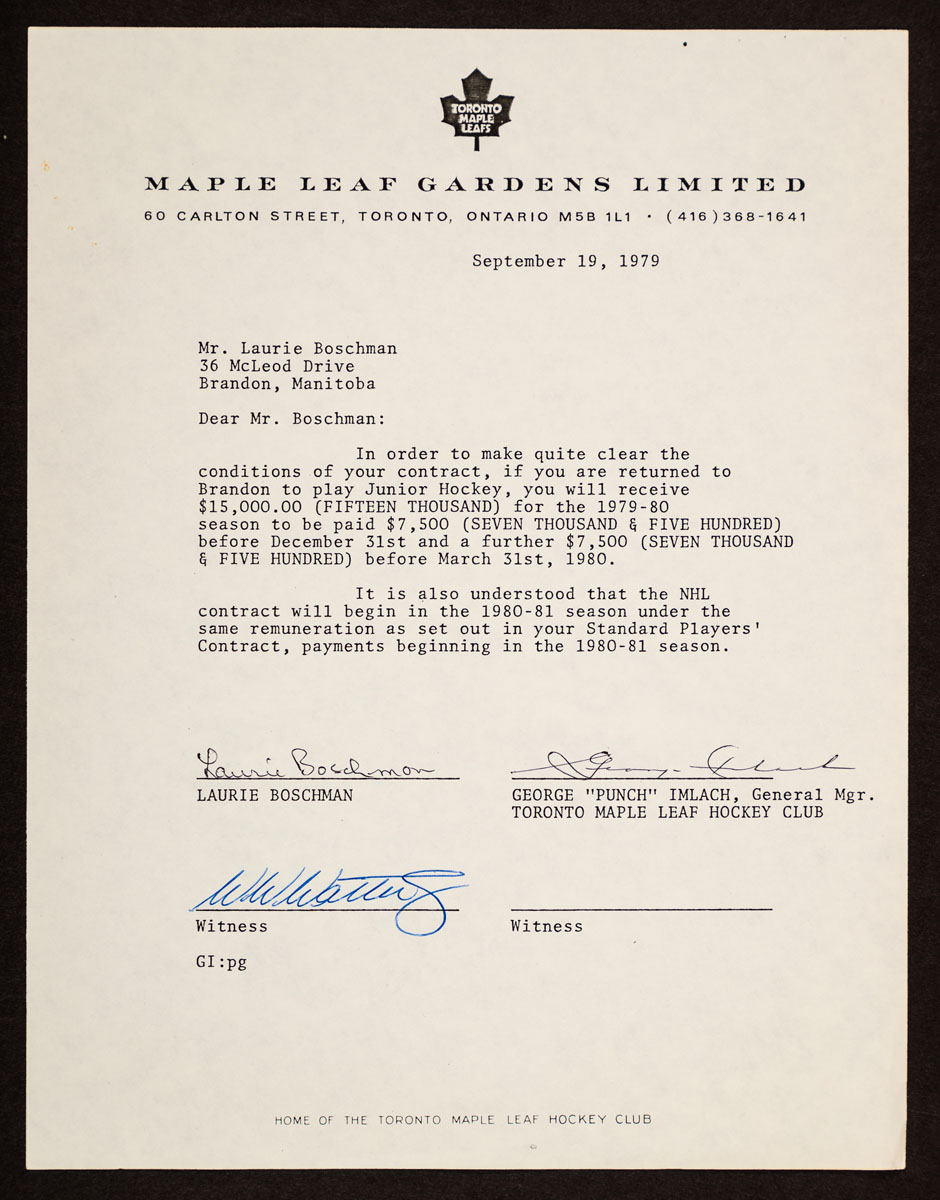 TORONTO
MAPLE
LEAFS
MAPLE LEAF GARDENS LIMITED
60 CARLTON STREET, TORONTO, ONTARIO M5B 1L1 • (416)368-1641
September 19, 1979
Mr. Laurie Boschman
36 McLeod Drive
Brandon, Manitoba
Dear Mr. Boschman:
In order to make quite clear the
conditions of your contract, if you are returned to
Brandon to play Junior Hockey, you will receive
$15,000.00 (FIFTEEN THOUSAND) for the 1979-80
season to be paid $7,500 (SEVEN THOUSAND & FIVE HUNDRED)
before December 31st and a further $7,500 (SEVEN THOUSAND
& FIVE HUNDRED) before March 31st, 1980.
It is also understood that the NHL
contract will begin in the 1980-81 season under the
same remuneration as set out in your Standard Players'
Contract, payments beginning in the 1980-81 season.
Laurie Boschman
George Imlach
LAURIE BOSCHMAN
GEORGE "PUNCH" IMLACH, General Mgr.
TORONTO MAPLE LEAF HOCKEY CLUB
Witness
Witness
GI:pg
HOME OF THE TORONTO MAPLE LEAF HOCKEY CLUB